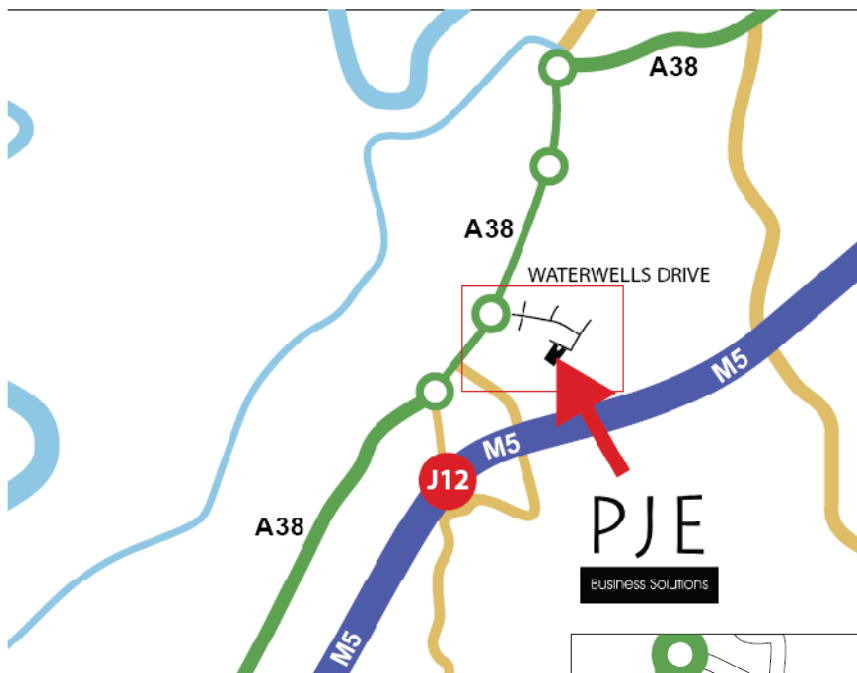 A38
A38
WATERWELLS DRIVE
M5
M5
J12
A38
PJE
Business Solutions
M5